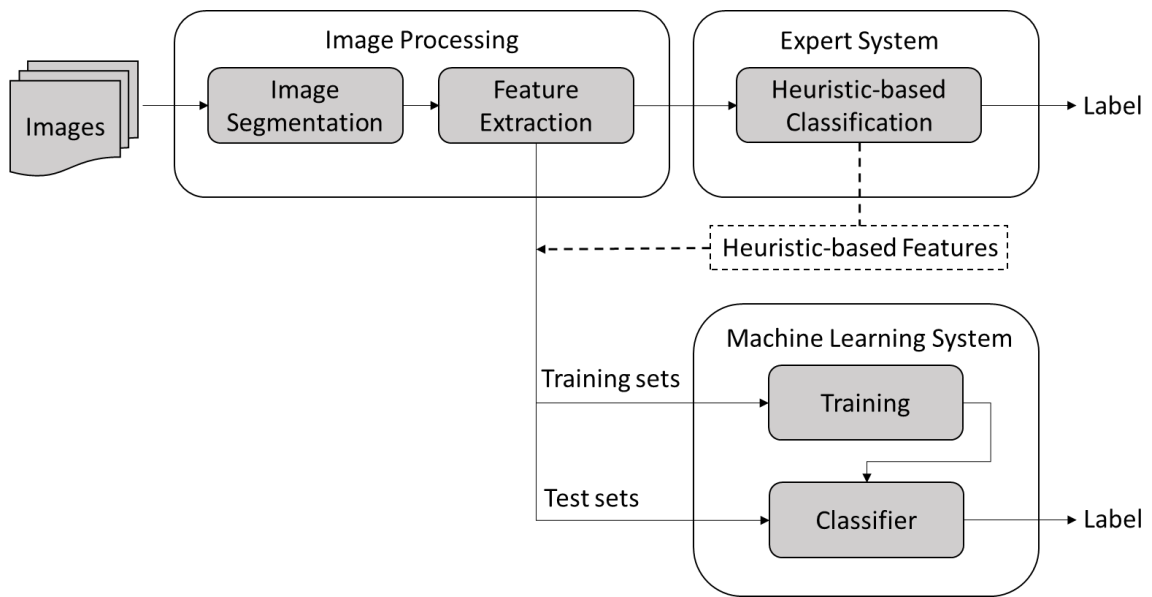 Image Processing
Expert System
Images
Image
Segmentation
Feature
Extraction
Heuristic-based
Classification
Label
Heuristic-based Features
Machine Learning System
Training sets
Training
Test sets
Classifier
Label